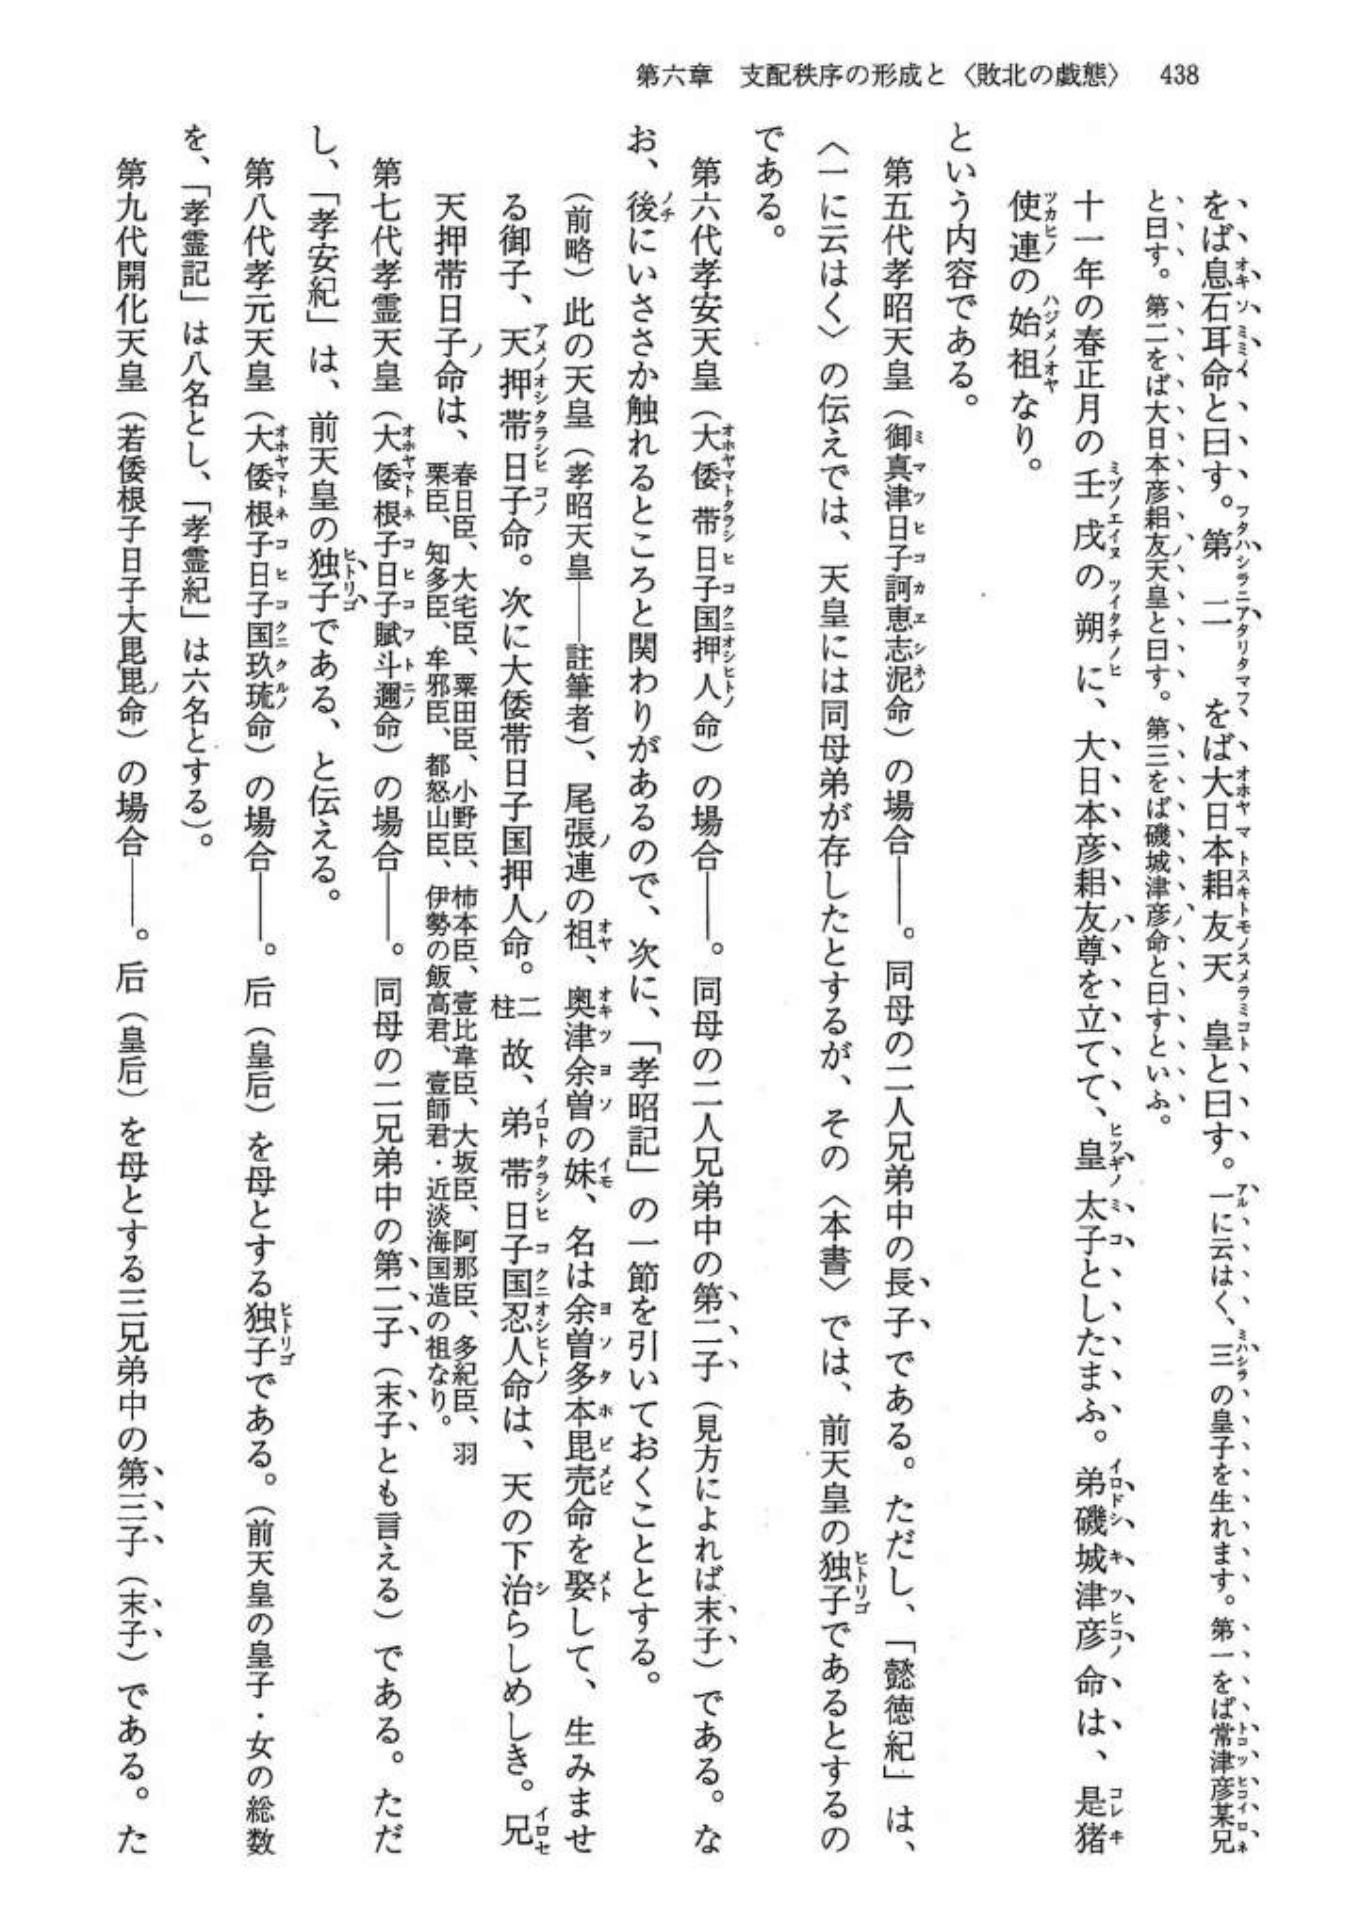 第六章　支配秩序の形成と〈敗北の戯態〉　438
をば息石耳命と曰す。第二をば大日本耜友天皇と曰す。一に云はく、三の皇子を生れます。第一をば常津彦某兄
と曰す。第二をば大日本彦耜友天皇と曰す。第三をば磯城津彦命と曰すといふ。
十一年の春正月の壬戌の朔に、大日本彦耜友尊を立てて、皇太子としたまふ。弟磯城津彦命は、是猪
使連の始祖なり。
という内容である。
第五代孝昭天皇（御真津日子訶恵志泥命）の場合――。同母の二人兄弟中の長子である。ただし、「懿徳紀」は、
〈一に云はく〉の伝えでは、天皇には同母弟が存したとするが、その〈本書〉では、前天皇の独子であるとするの
である。
第六代孝安天皇（大倭帯日子国押人命）の場合――。同母の二人兄弟中の第二子（見方によれば末子）である。な
お、後にいささか触れるところと関わりがあるので、次に、「孝昭記」の一節を引いておくこととする。
（前略）此の天皇（孝昭天皇――註筆者）、尾張連の祖、奥津余曽の妹、名は余曽多本毘売命を娶して、生みませ
る御子、天押帯日子命。次に大倭帯日子国押人命。二柱　故、弟帯日子国忍人命は、天の下治らしめしき。兄
天押帯日子命は、春日臣、大宅臣、粟田臣、小野臣、柿本臣、壹比韋臣、大坂臣、阿那臣、多紀臣、羽
栗臣、知多臣、牟邪臣、都怒山臣、伊勢の飯高君、壹師君・近淡海国造の祖なり。
第七代孝霊天皇（大倭根子日子賦斗邇命）の場合――。同母の二兄弟中の第二子（末子とも言える）である。ただ
し、「孝安紀」は、前天皇の独子である、と伝える。
第八代孝元天皇（大倭根子日子国玖琉命）の場合――。后（皇后）を母とする独子である。（前天皇の皇子・女の総数
を、「孝霊記」は八名とし、「孝霊紀」は六名とする）。
第九代開化天皇（若倭根子日子大毘毘命）の場合――。后（皇后）を母とする三兄弟中の第三子（末子）である。た